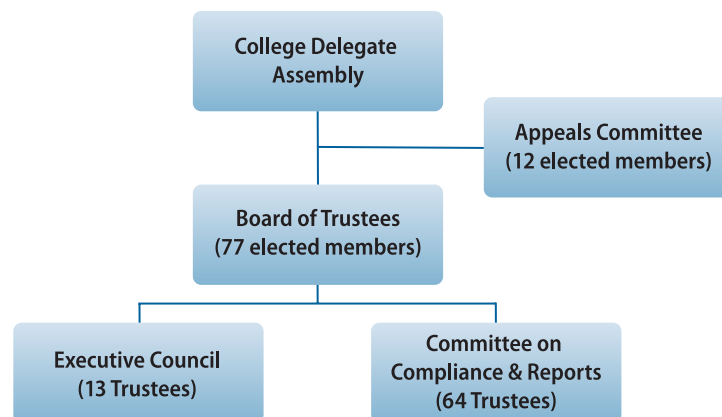 College Delegate
Assembly
Appeals Committee
(12 elected members)
Board of Trustees
(77 elected members)
Executive Council
(13 Trustees)
Committee on
Compliance & Reports
(64 Trustees)